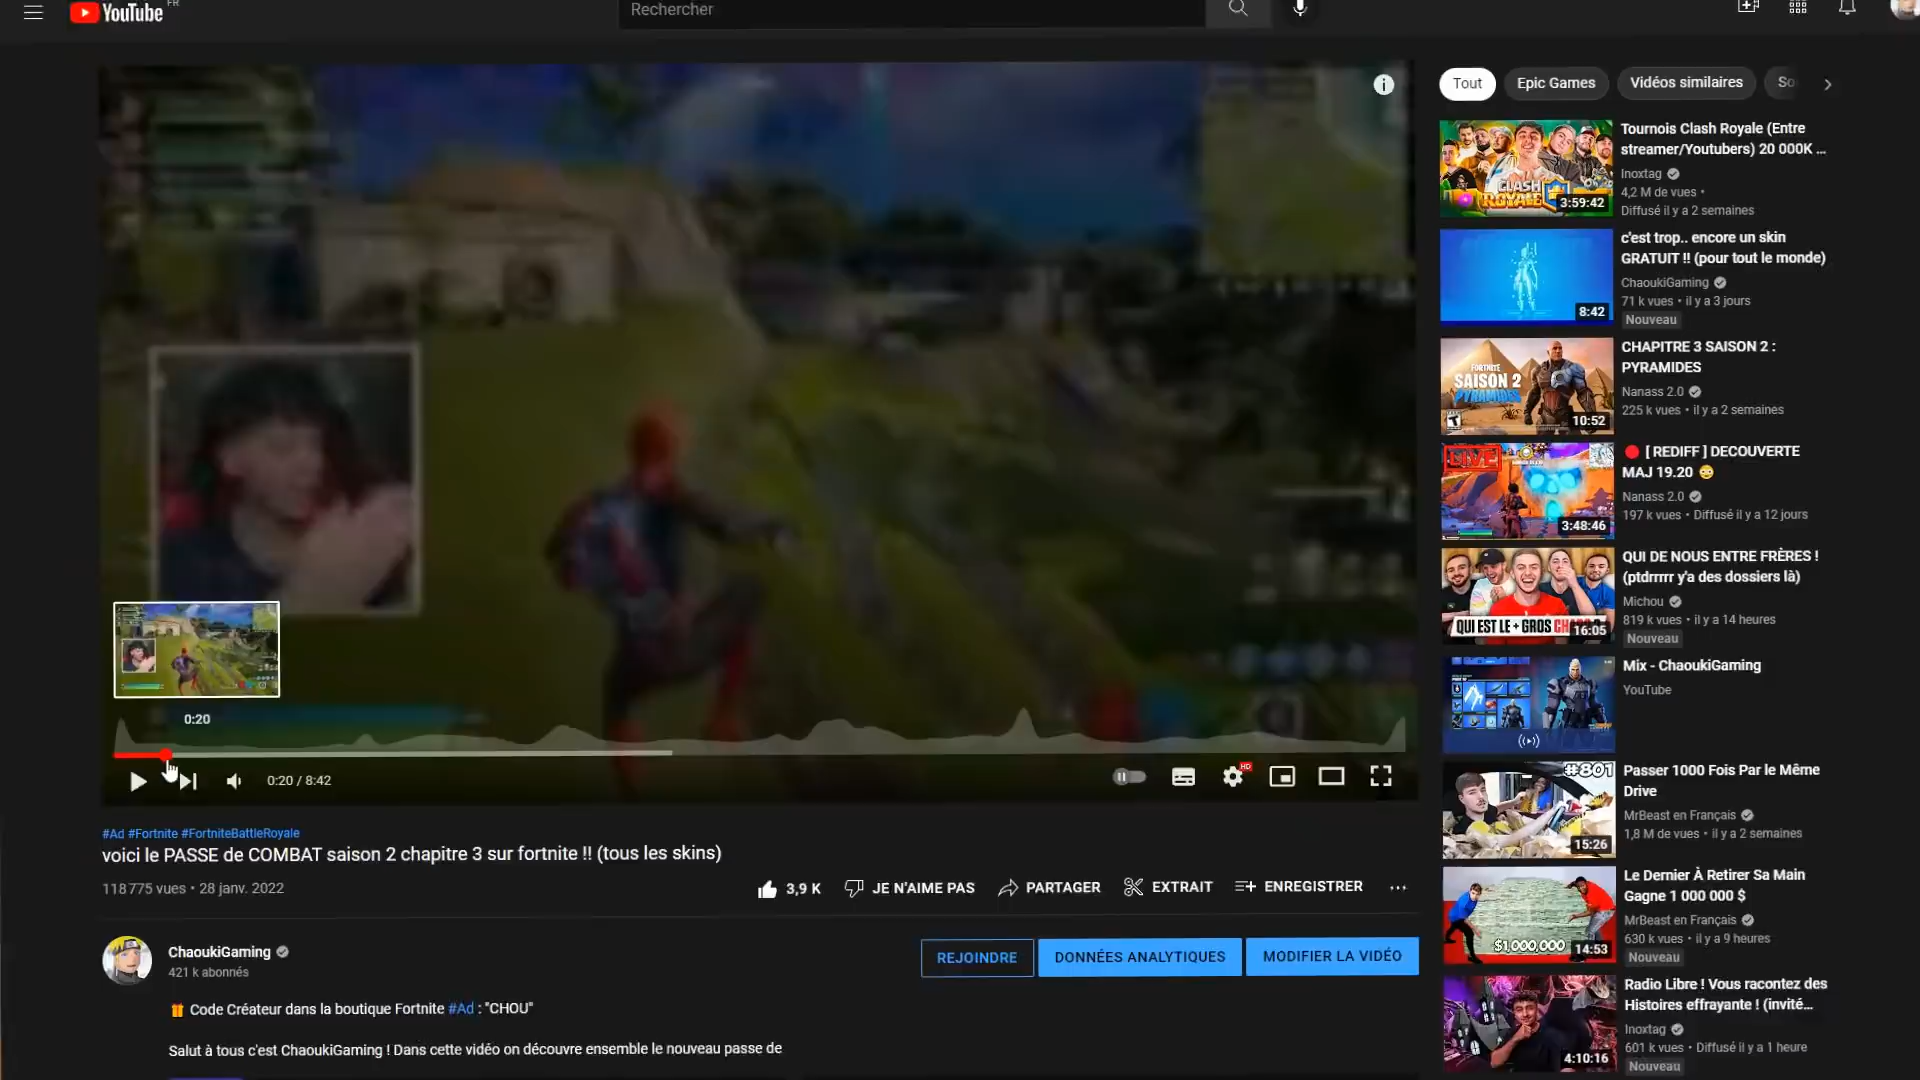 YouTube FR
Rechercher
Tout
Epic Games
Vidéos similaires
So
Tournois Clash Royale (Entre
streamer/Youtubers) 20 000K ...
Inoxtag
4,2 M de vues •
Diffusé il y a 2 semaines
CLASH
ROYALE
3:59:42
c'est trop.. encore un skin
GRATUIT !! (pour tout le monde)
ChaoukiGaming
71 k vues • il y a 3 jours
Nouveau
8:42
CHAPITRE 3 SAISON 2 :
PYRAMIDES
Nanass 2.0
225 k vues • il y a 2 semaines
FORTNITE
SAISON 2
PYRAMIDES
10:52
[ REDIFF ] DECOUVERTE
MAJ 19.20 😳
Nanass 2.0
197 k vues • Diffusé il y a 12 jours
LIVE
3:48:46
QUI DE NOUS ENTRE FRÈRES !
(ptdrrrrr y'a des dossiers là)
Michou
819 k vues • il y a 14 heures
Nouveau
QUI EST LE + GROS
16:05
Mix - ChaoukiGaming
YouTube
Passer 1000 Fois Par le Même
Drive
MrBeast en Français
1,8 M de vues • il y a 2 semaines
#801
15:26
Le Dernier À Retirer Sa Main
Gagne 1 000 000 $
MrBeast en Français
630 k vues • il y a 9 heures
Nouveau
$1,000,000
14:53
Radio Libre ! Vous racontez des
Histoires effrayante ! (invité...
Inoxtag
601 k vues • Diffusé il y a 1 heure
Nouveau
4:10:16
0:20
0:20 / 8:42
HD
#Ad #Fortnite #FortniteBattleRoyale
voici le PASSE de COMBAT saison 2 chapitre 3 sur fortnite !! (tous les skins)
118 775 vues • 28 janv. 2022
3,9 K
JE N'AIME PAS
PARTAGER
EXTRAIT
ENREGISTRER
ChaoukiGaming
421 k abonnés
REJOINDRE
DONNÉES ANALYTIQUES
MODIFIER LA VIDÉO
🎁 Code Créateur dans la boutique Fortnite #Ad : "CHOU"
Salut à tous c'est ChaoukiGaming ! Dans cette vidéo on découvre ensemble le nouveau passe de